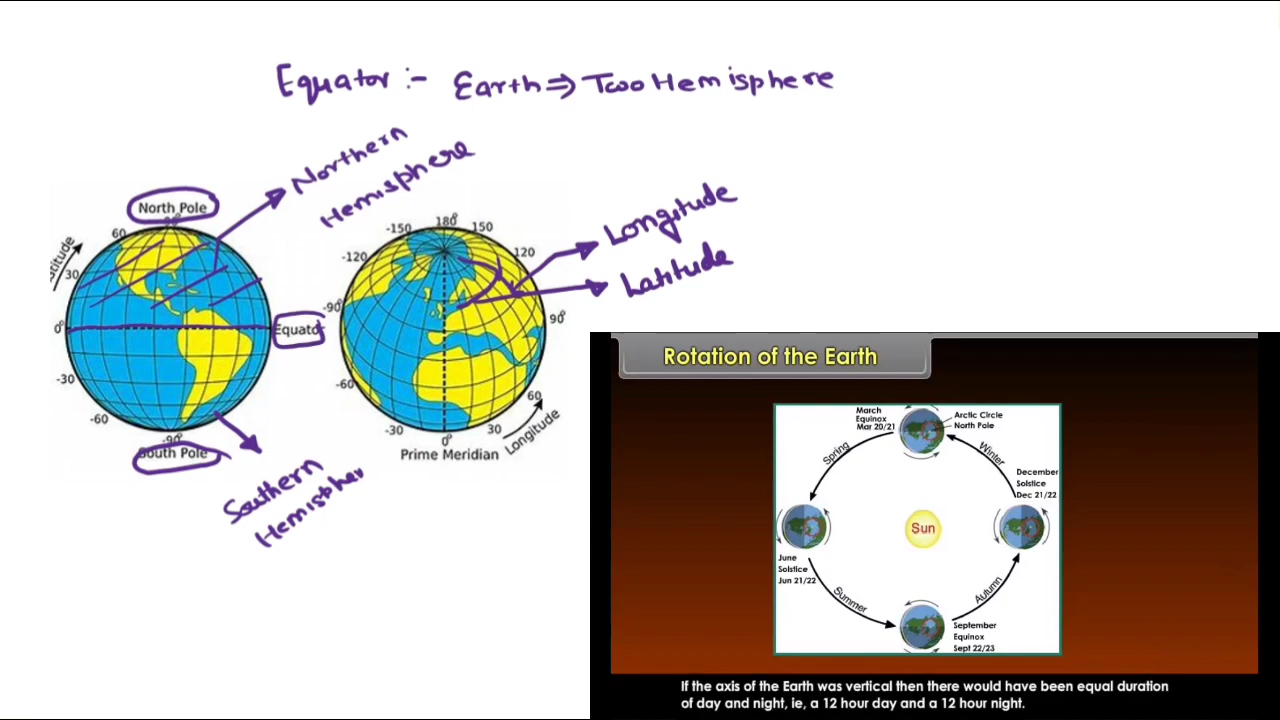 Equator :- Earth ⇒ Two Hemisphere
Northern
Hemisphere
North Pole
90°
60
30
0°
-30
-60
-90°
South Pole
Latitude
Equator
Southern
Hemisphere
180°
-150
150
-120
120
-90°
90°
-60
60
-30
30
0°
Prime Meridian
Longitude
Longitude
Latitude
Rotation of the Earth
March
Equinox
Mar 20/21
Arctic Circle
North Pole
Spring
Winter
December
Solstice
Dec 21/22
Sun
June
Solstice
Jun 21/22
Summer
Autumn
September
Equinox
Sept 22/23
If the axis of the Earth was vertical then there would have been equal duration
of day and night, ie, a 12 hour day and a 12 hour night.